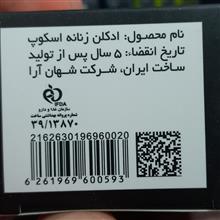 نام محصول: ادکلن زنانه اسکوپ
تاریخ انقضاء: ۵ سال پس از تولید
ساخت ایران، شرکت شهان آرا
IFDA
سازمان غذا و دارو
شماره پروانه بهداشتی ساخت
۳۹/۱۳۸۷۰
2162630196960020
6 261969 600593